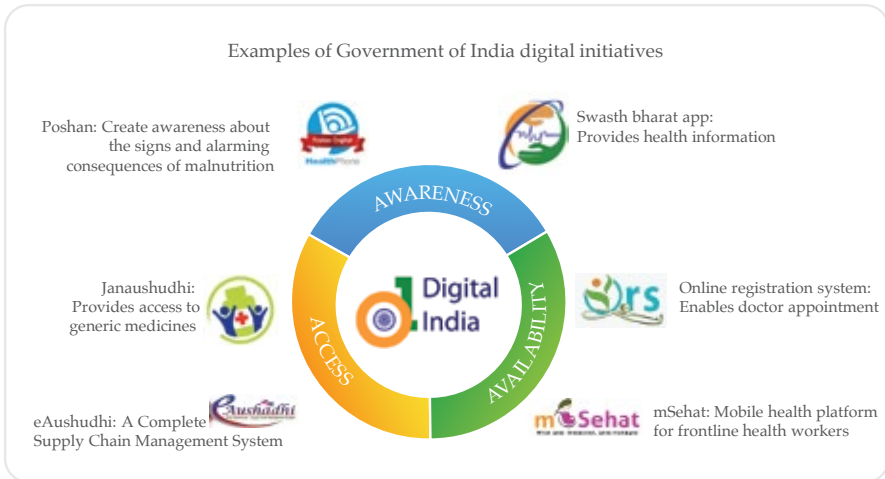 Examples of Government of India digital initiatives
Poshan: Create awareness about
the signs and alarming
consequences of malnutrition
HealthPhone
Swasth bharat app:
Provides health information
AWARENESS
Janaushudhi:
Provides access to
generic medicines
Digital
India
ACCESS
AVAILABILITY
Ors
Online registration system:
Enables doctor appointment
eAushudhi: A Complete
Supply Chain Management System
eAushadhi
mSehat
mSehat: Mobile health platform
for frontline health workers